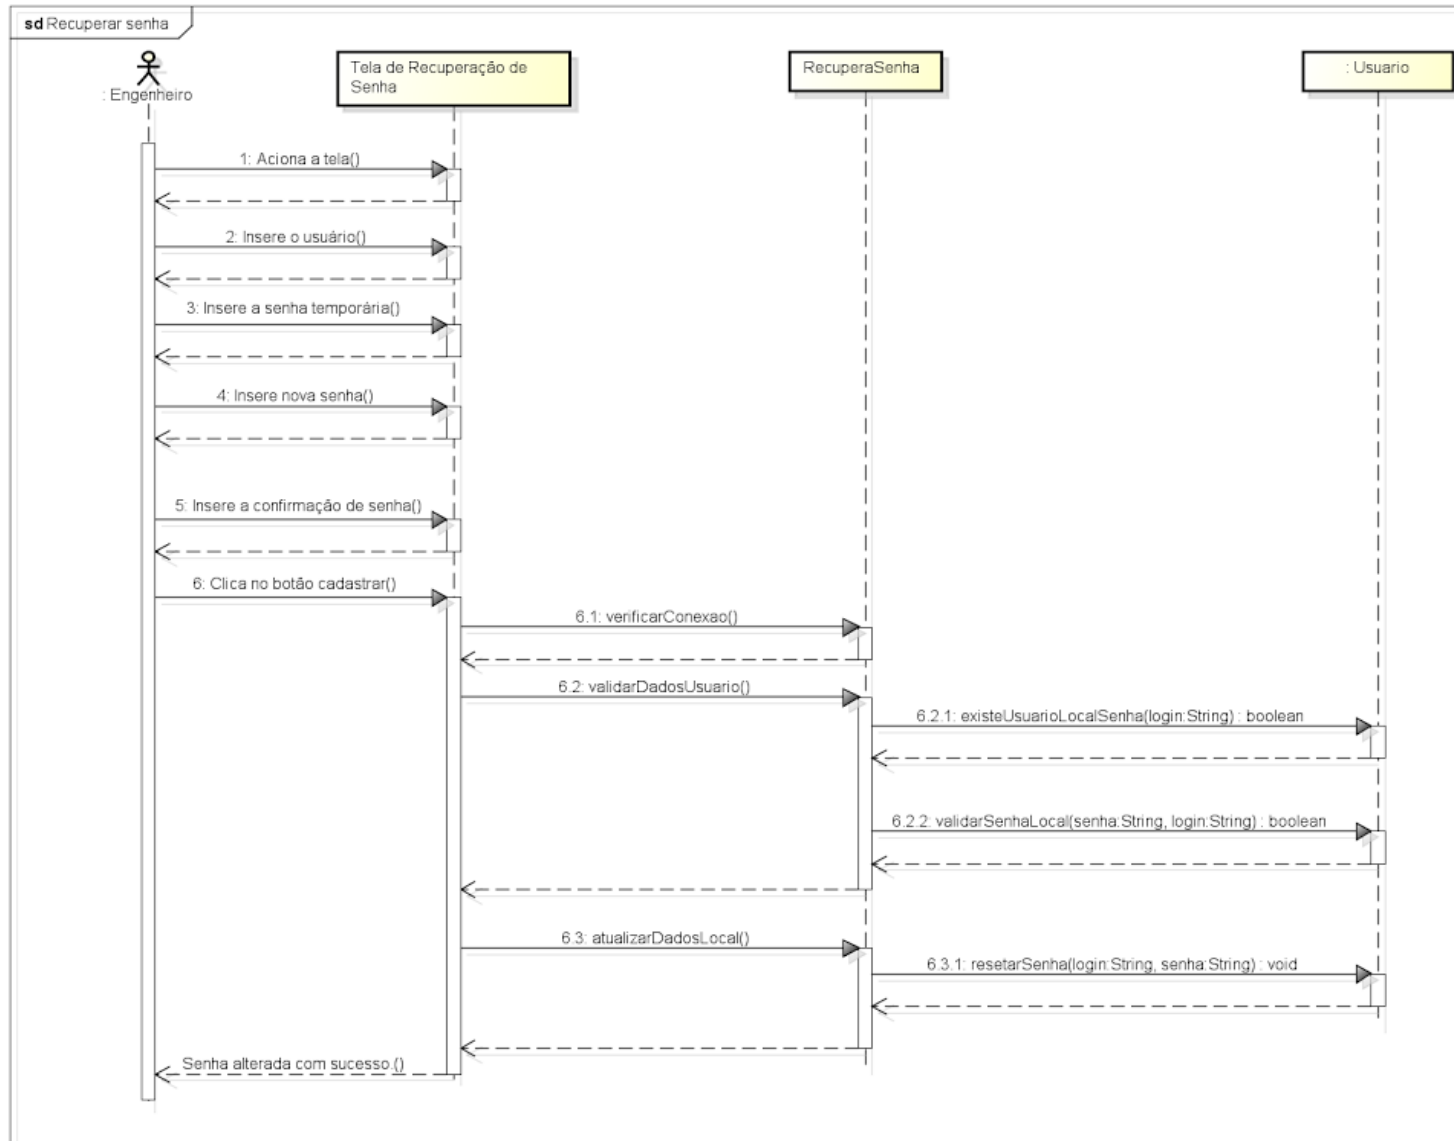 sd Recuperar senha
: Engenheiro
Tela de Recuperação de
Senha
RecuperaSenha
: Usuario
1: Aciona a tela()
2: Insere o usuário()
3: Insere a senha temporária()
4: Insere nova senha()
5: Insere a confirmação de senha()
6: Clica no botão cadastrar()
6.1: verificarConexao()
6.2: validarDadosUsuario()
6.2.1: existeUsuarioLocalSenha(login:String) : boolean
6.2.2: validarSenhaLocal(senha:String, login:String) : boolean
6.3: atualizarDadosLocal()
6.3.1: resetarSenha(login:String, senha:String) : void
Senha alterada com sucesso.()